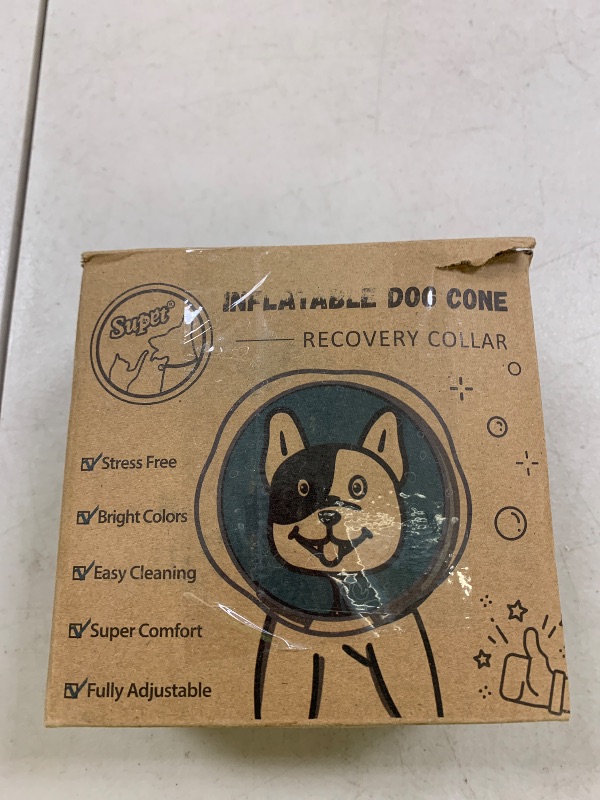 Supet®
INFLATABLE DOG CONE
RECOVERY COLLAR
Stress Free
Bright Colors
Easy Cleaning
Super Comfort
Fully Adjustable